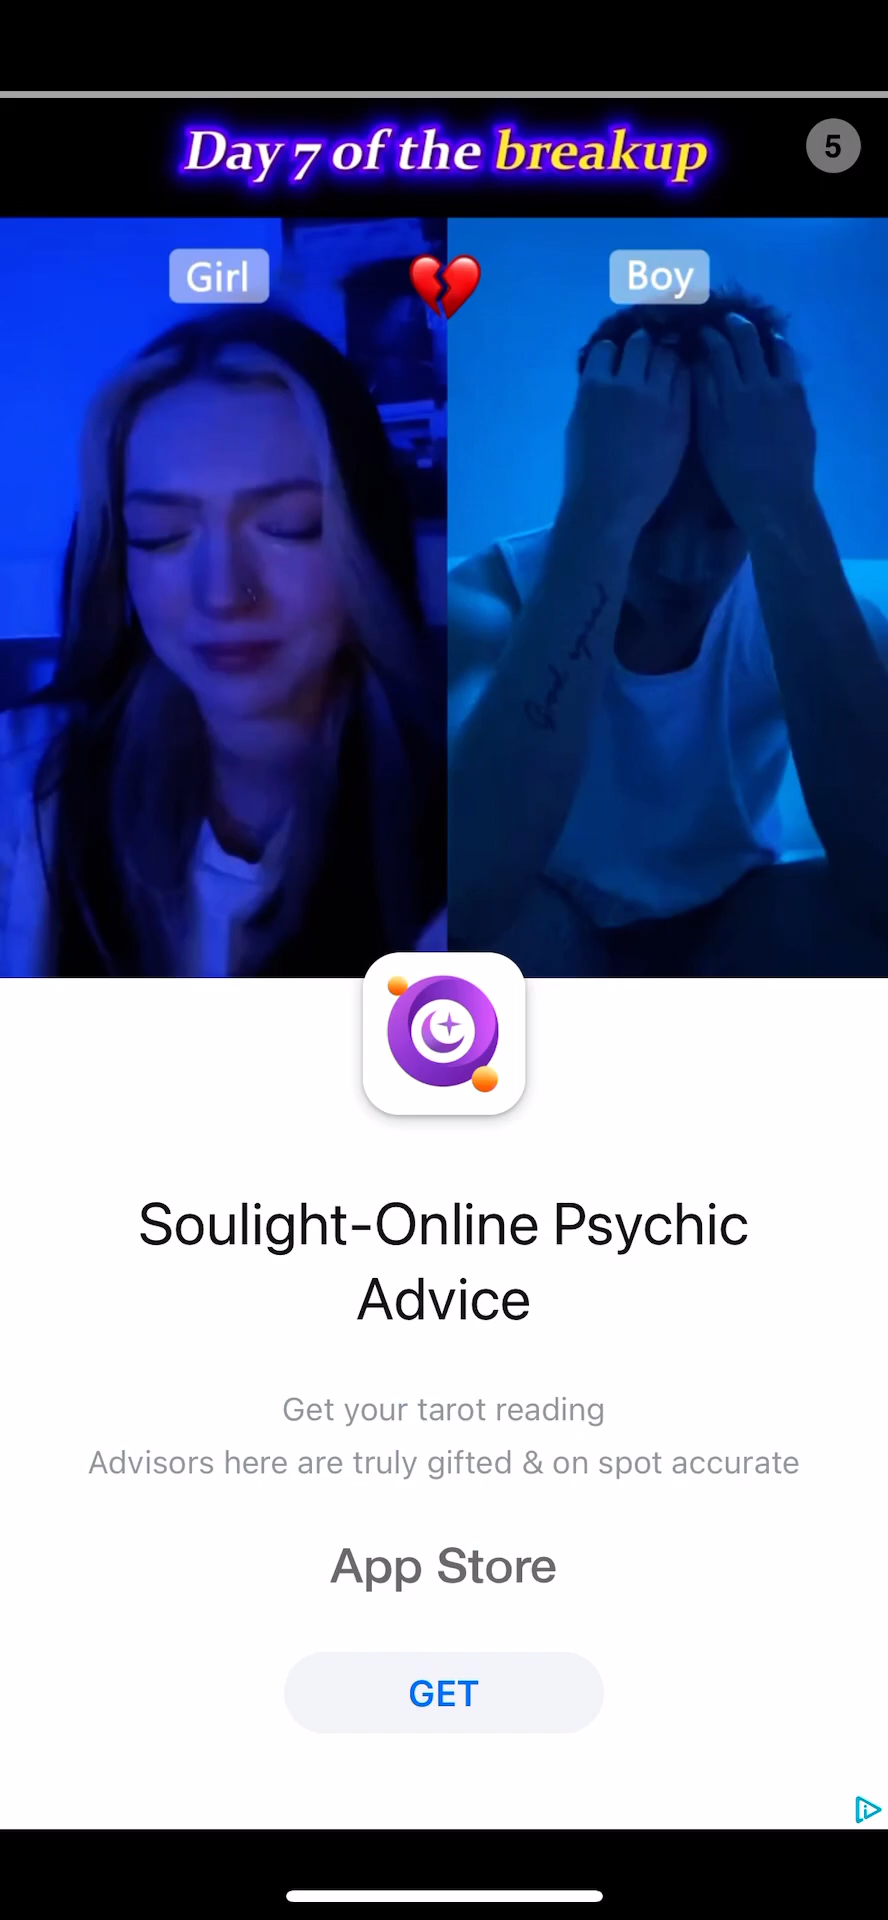 Day 7 of the breakup
5
Girl
Boy
Soulight-Online Psychic
Advice
Get your tarot reading
Advisors here are truly gifted & on spot accurate
App Store
GET